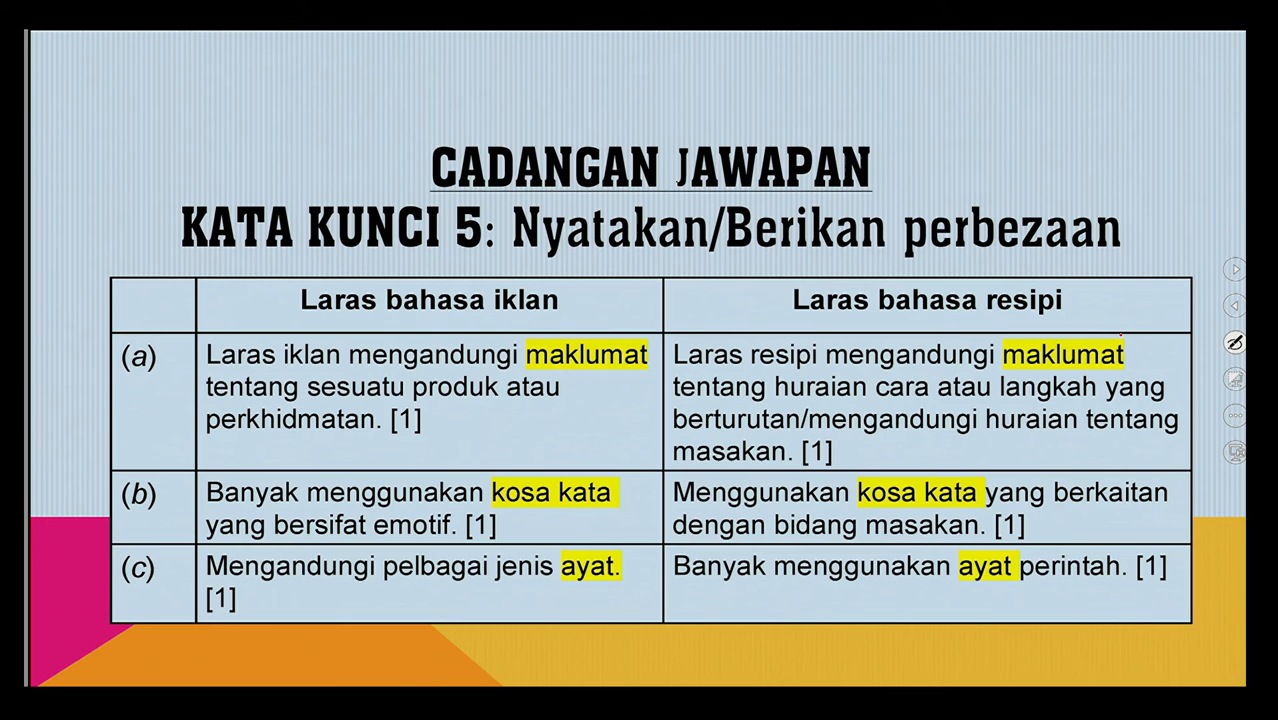 CADANGAN JAWAPAN
KATA KUNCI 5: Nyatakan/Berikan perbezaan
Laras bahasa iklan
Laras bahasa resipi
(a)
Laras iklan mengandungi maklumat
tentang sesuatu produk atau
perkhidmatan. [1]
Laras resipi mengandungi maklumat
tentang huraian cara atau langkah yang
berturutan/mengandungi huraian tentang
masakan. [1]
(b)
Banyak menggunakan kosa kata
yang bersifat emotif. [1]
Menggunakan kosa kata yang berkaitan
dengan bidang masakan. [1]
(c)
Mengandungi pelbagai jenis ayat.
[1]
Banyak menggunakan ayat perintah. [1]